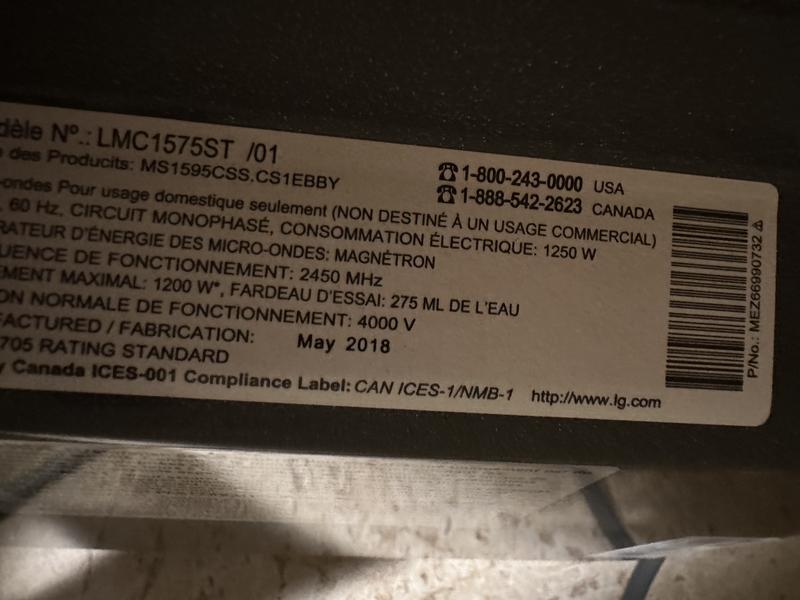 dèle Nº.: LMC1575ST /01
des Producits: MS1595CSS.CS1EBBY
-ondes Pour usage domestique seulement (NON DESTINÉ À UN USAGE COMMERCIAL)
60 Hz, CIRCUIT MONOPHASÉ, CONSOMMATION ÉLECTRIQUE: 1250 W
RATEUR D'ÉNERGIE DES MICRO-ONDES: MAGNÉTRON
UENCE DE FONCTIONNEMENT: 2450 MHz
EMENT MAXIMAL: 1200 W*, FARDEAU D'ESSAI: 275 ML DE L'EAU
ON NORMALE DE FONCTIONNEMENT: 4000 V
FACTURED / FABRICATION: May 2018
705 RATING STANDARD
y Canada ICES-001 Compliance Label: CAN ICES-1/NMB-1 http://www.lg.com
☎1-800-243-0000 USA
☎1-888-542-2623 CANADA
P/No.: MEZ66990732